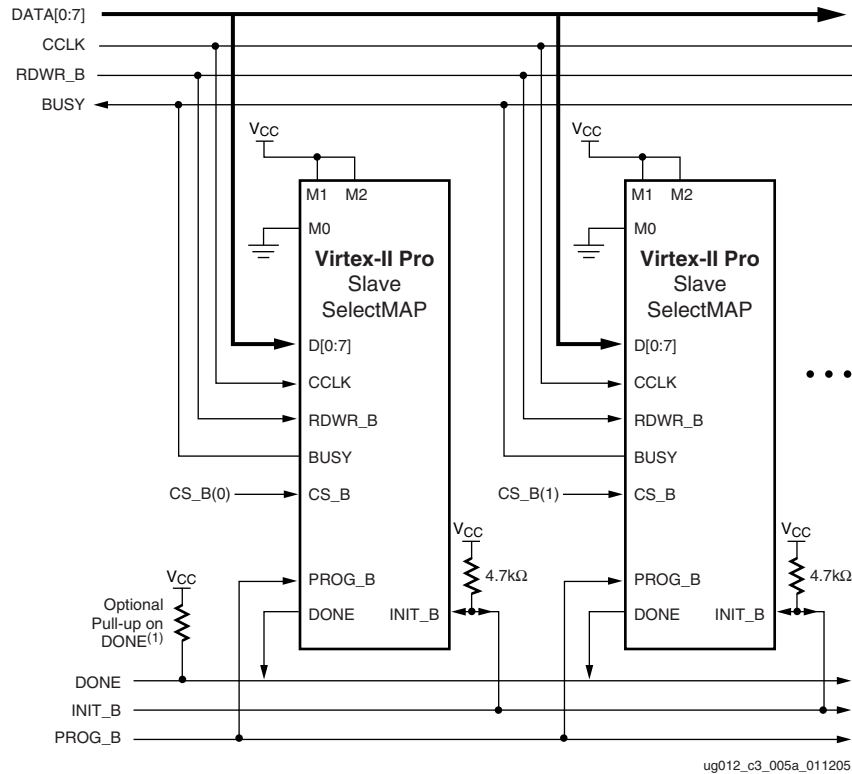 DATA[0:7]
CCLK
RDWR_B
BUSY
VCC
VCC
M1 M2
M1 M2
M0
M0
Virtex-II Pro
Slave
SelectMAP
Virtex-II Pro
Slave
SelectMAP
D[0:7]
D[0:7]
CCLK
CCLK
RDWR_B
RDWR_B
BUSY
BUSY
CS_B(0)
CS_B
CS_B(1)
CS_B
VCC
VCC
4.7kΩ
4.7kΩ
PROG_B
PROG_B
VCC
Optional
Pull-up on
DONE(1)
DONE INIT_B
DONE INIT_B
DONE
INIT_B
PROG_B
ug012_c3_005a_011205